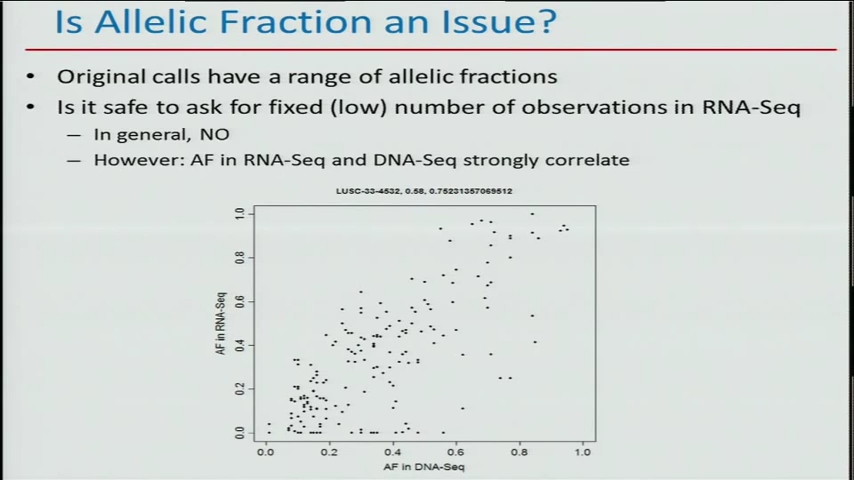 Is Allelic Fraction an Issue?
• Original calls have a range of allelic fractions
• Is it safe to ask for fixed (low) number of observations in RNA-Seq
– In general, NO
– However: AF in RNA-Seq and DNA-Seq strongly correlate
LUSC-33-4532, 0.58, 0.75231357069512
1.0
0.8
0.6
0.4
0.2
0.0
AF in RNA-Seq
0.0 0.2 0.4 0.6 0.8 1.0
AF in DNA-Seq